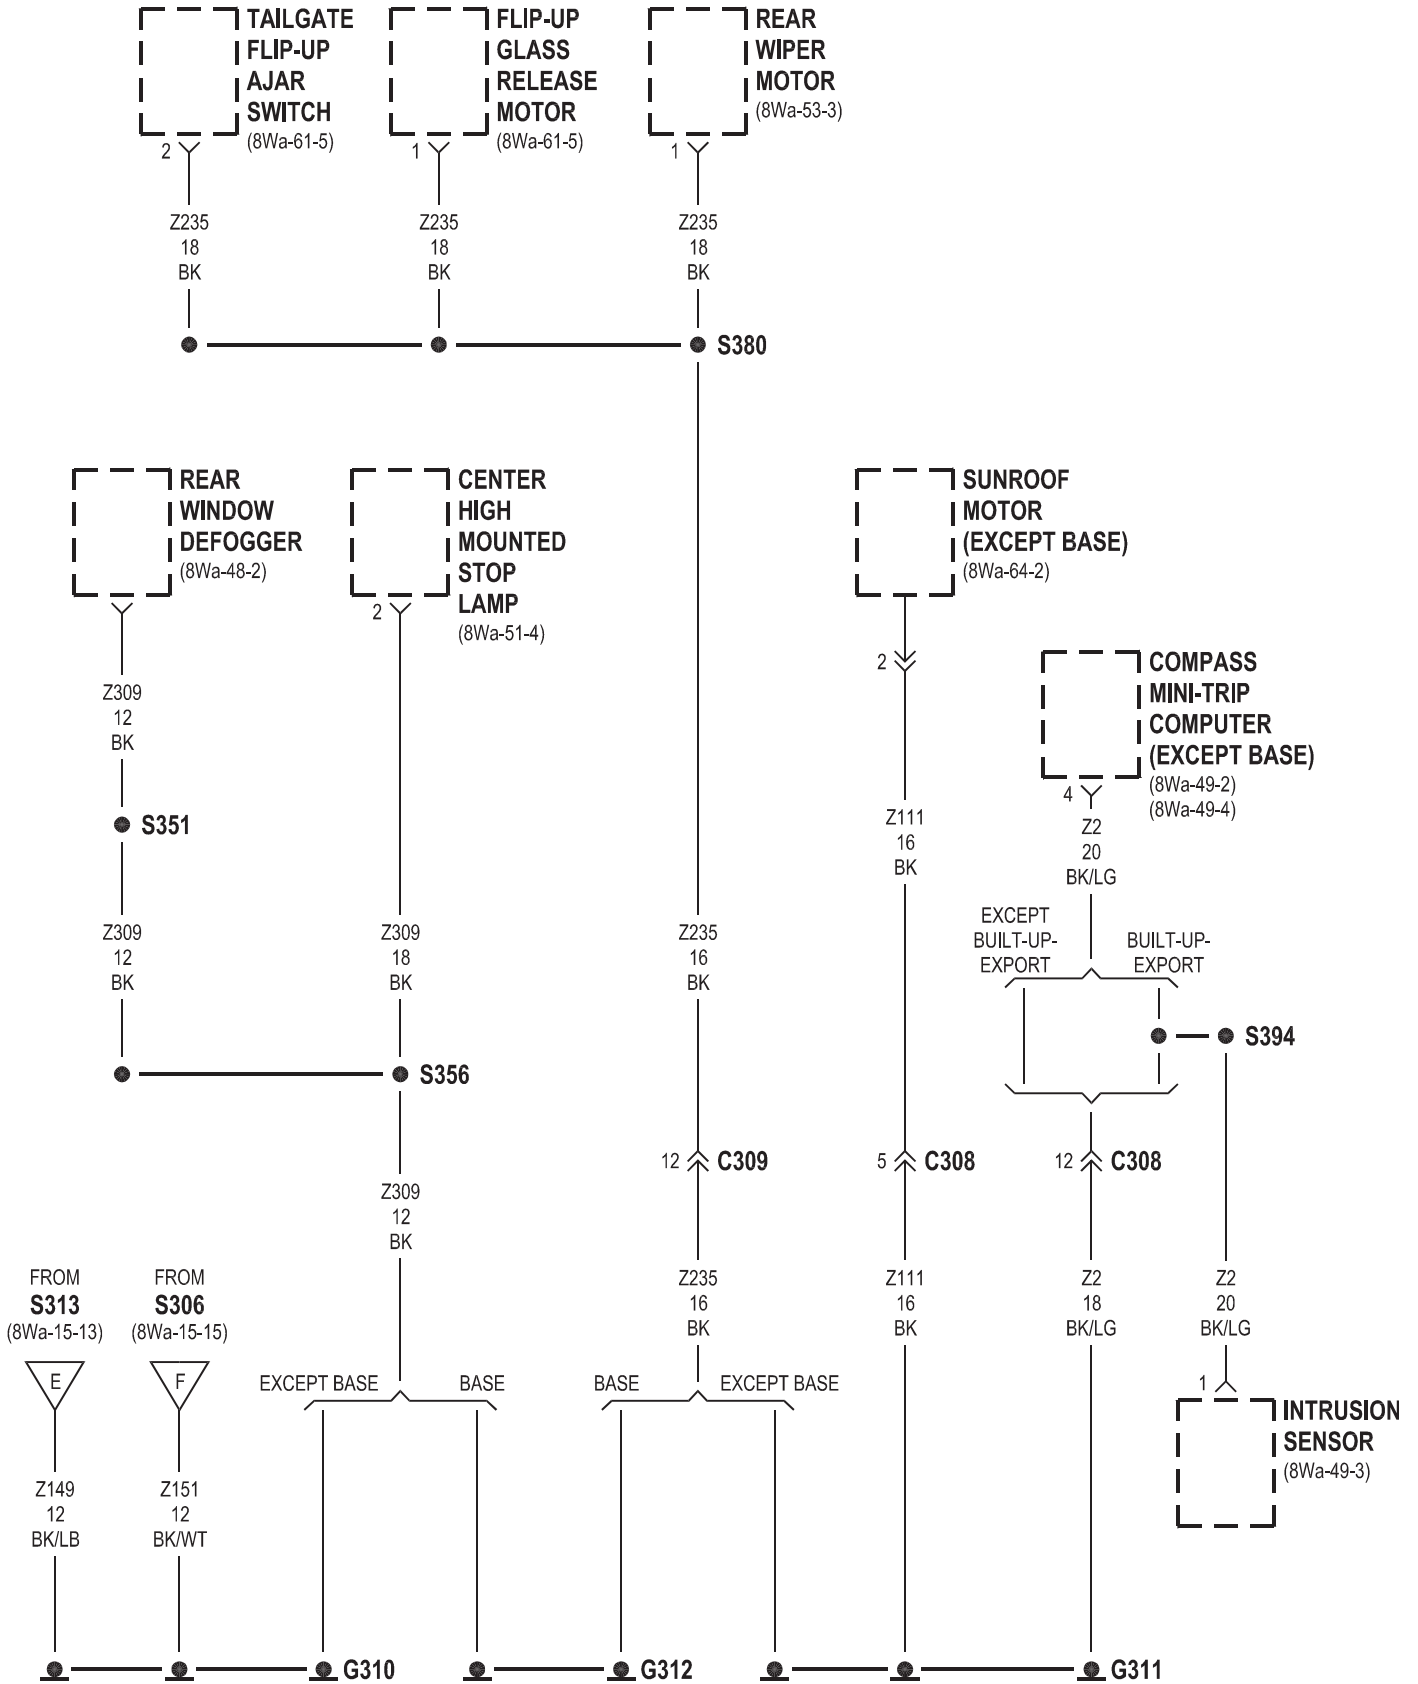 TAILGATE
FLIP-UP
AJAR
SWITCH
(8Wa-61-5)
2
FLIP-UP
GLASS
RELEASE
MOTOR
(8Wa-61-5)
1
REAR
WIPER
MOTOR
(8Wa-53-3)
1
Z235
18
BK
Z235
18
BK
Z235
18
BK
S380
REAR
WINDOW
DEFOGGER
(8Wa-48-2)
CENTER
HIGH
MOUNTED
STOP
LAMP
(8Wa-51-4)
2
SUNROOF
MOTOR
(EXCEPT BASE)
(8Wa-64-2)
2
COMPASS
MINI-TRIP
COMPUTER
(EXCEPT BASE)
(8Wa-49-2)
(8Wa-49-4)
4
Z309
12
BK
S351
Z111
16
BK
Z2
20
BK/LG
Z309
12
BK
Z309
18
BK
Z235
16
BK
EXCEPT
BUILT-UP-
EXPORT
BUILT-UP-
EXPORT
S394
S356
12
C309
5
C308
12
C308
Z309
12
BK
FROM
S313
(8Wa-15-13)
E
FROM
S306
(8Wa-15-15)
F
Z235
16
BK
Z111
16
BK
Z2
18
BK/LG
Z2
20
BK/LG
EXCEPT BASE
BASE
BASE
EXCEPT BASE
1
INTRUSION
SENSOR
(8Wa-49-3)
Z149
12
BK/LB
Z151
12
BK/WT
G310
G312
G311